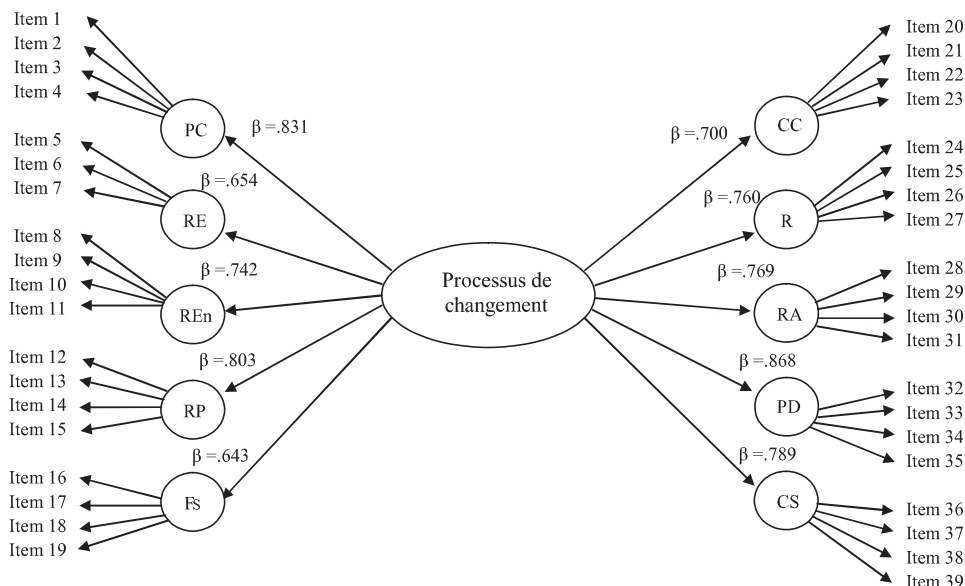 Item 1
Item 2
Item 3
Item 4
PC
β =.831
Item 5
Item 6
Item 7
RE
β =.654
Item 8
Item 9
Item 10
Item 11
REn
β =.742
Item 12
Item 13
Item 14
Item 15
RP
β =.803
Item 16
Item 17
Item 18
Item 19
Fs
β =.643
Processus de
changement
Item 20
Item 21
Item 22
Item 23
CC
β =.700
Item 24
Item 25
Item 26
Item 27
R
β =.760
Item 28
Item 29
Item 30
Item 31
RA
β =.769
Item 32
Item 33
Item 34
Item 35
PD
β =.868
Item 36
Item 37
Item 38
Item 39
CS
β =.789